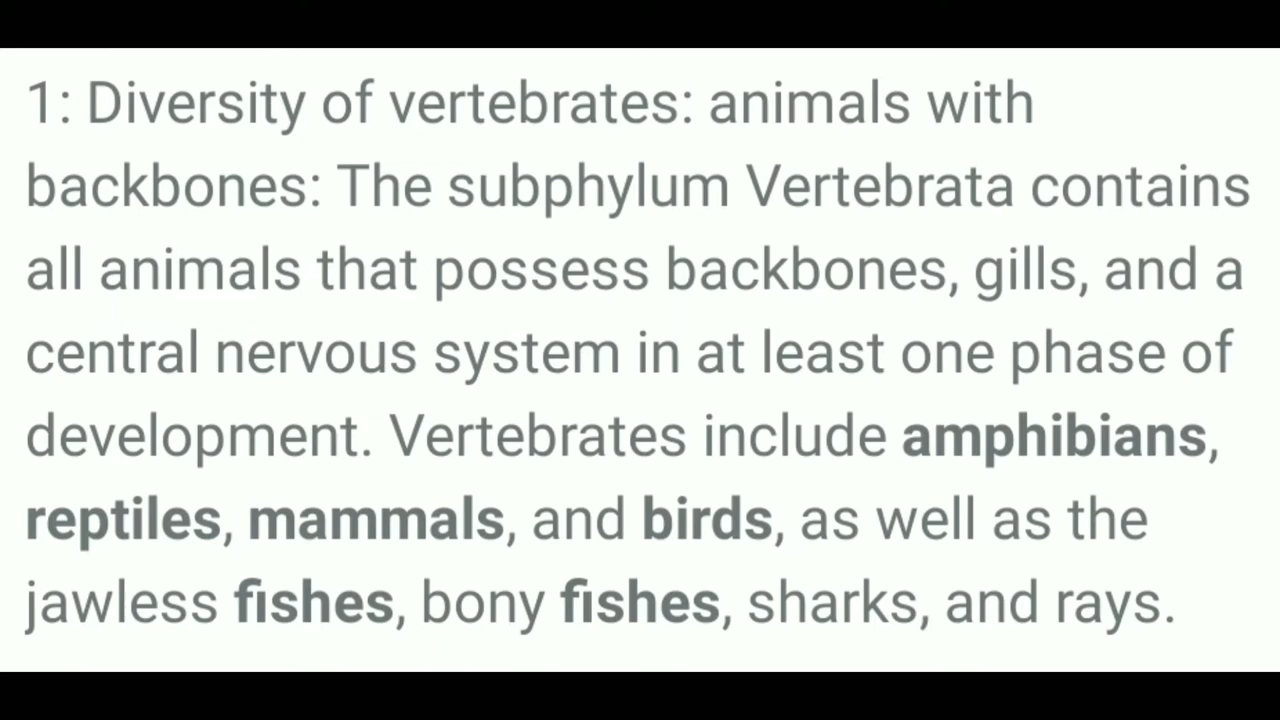 1: Diversity of vertebrates: animals with
backbones: The subphylum Vertebrata contains
all animals that possess backbones, gills, and a
central nervous system in at least one phase of
development. Vertebrates include amphibians,
reptiles, mammals, and birds, as well as the
jawless fishes, bony fishes, sharks, and rays.